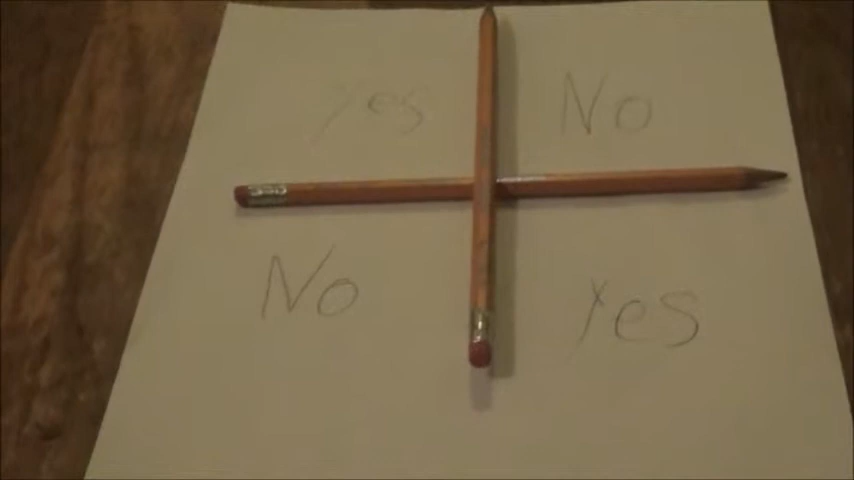 Yes No
No Yes